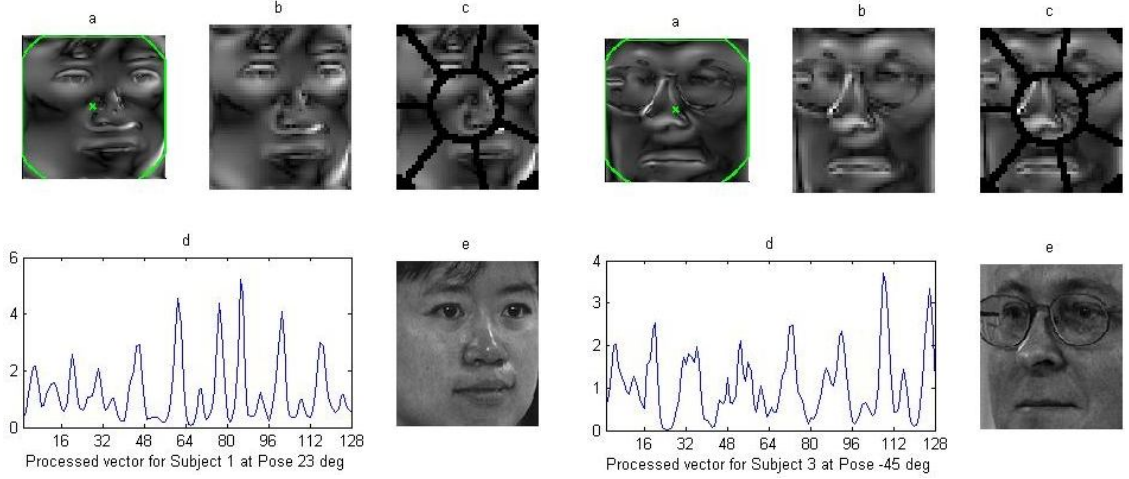 a b c a b c
d e d e
6
4
2
0
16 32 48 64 80 96 112 128
Processed vector for Subject 1 at Pose 23 deg
4
3
2
1
0
16 32 48 64 80 96 112 128
Processed vector for Subject 3 at Pose -45 deg